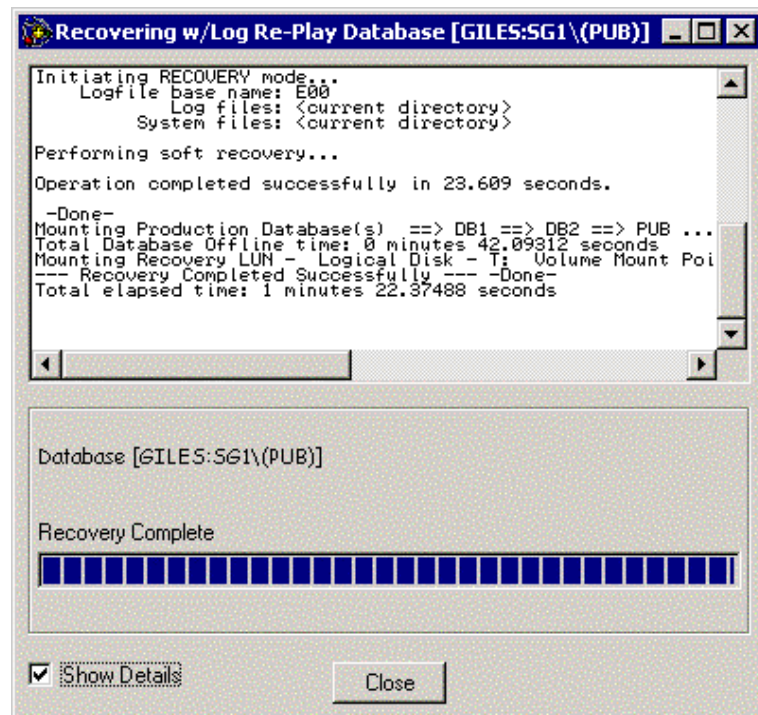 Recovering w/Log Re-Play Database [GILES:SG1\(PUB)]
Initiating RECOVERY mode...
Logfile base name: E00
Log files: <current directory>
System files: <current directory>
Performing soft recovery...
Operation completed successfully in 23.609 seconds.
-Done-
Mounting Production Database(s) ==> DB1 ==> DB2 ==> PUB ...
Total Database Offline time: 0 minutes 42.09312 seconds
Mounting Recovery LUN - Logical Disk - T: Volume Mount Poi
--- Recovery Completed Successfully --- -Done-
Total elapsed time: 1 minutes 22.37488 seconds
Database [GILES:SG1\(PUB)]
Recovery Complete
Show Details
Close